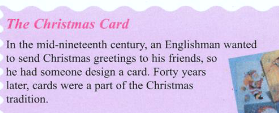 The Christmas Card
In the mid-nineteenth century, an Englishman wanted
to send Christmas greetings to his friends, so
he had someone design a card. Forty years
later, cards were a part of the Christmas
tradition.